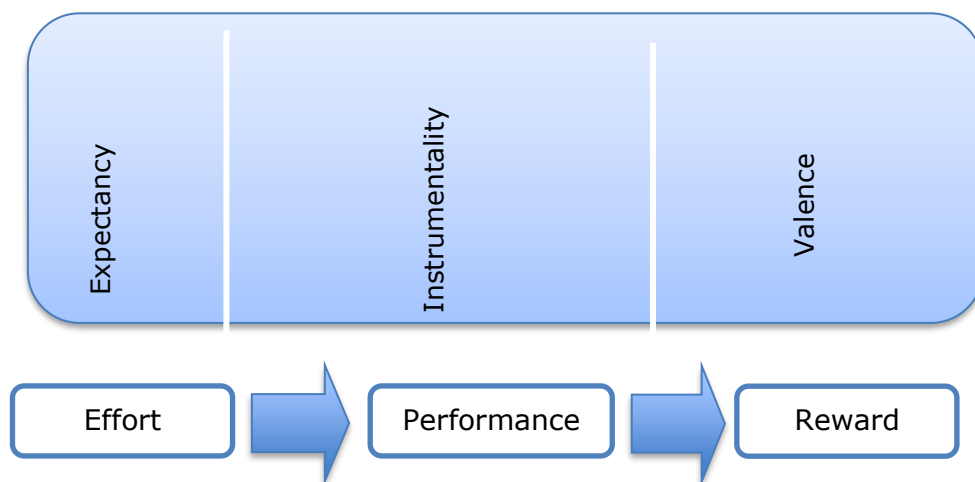 Expectancy
Instrumentality
Valence
Effort
Performance
Reward